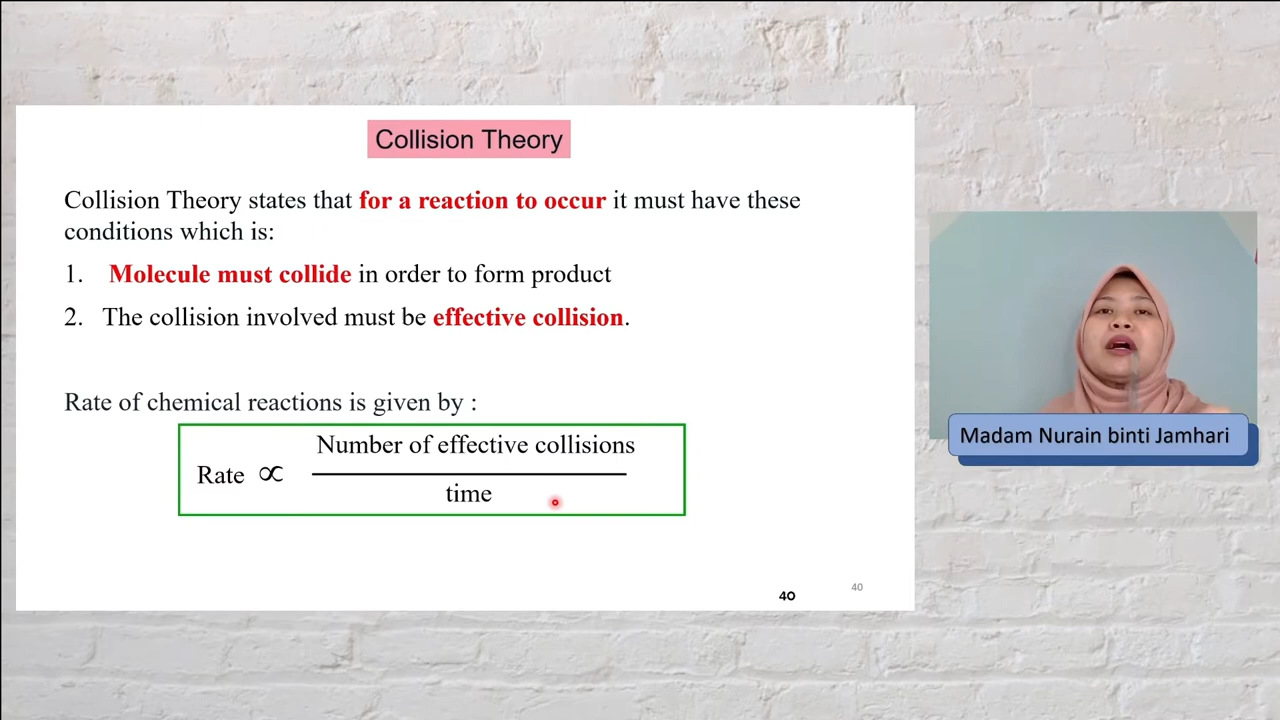 Collision Theory
Collision Theory states that for a reaction to occur it must have these
conditions which is:
1. Molecule must collide in order to form product
2. The collision involved must be effective collision.
Rate of chemical reactions is given by :
Number of effective collisions
Rate ∝
time
40
40
Madam Nurain binti Jamhari